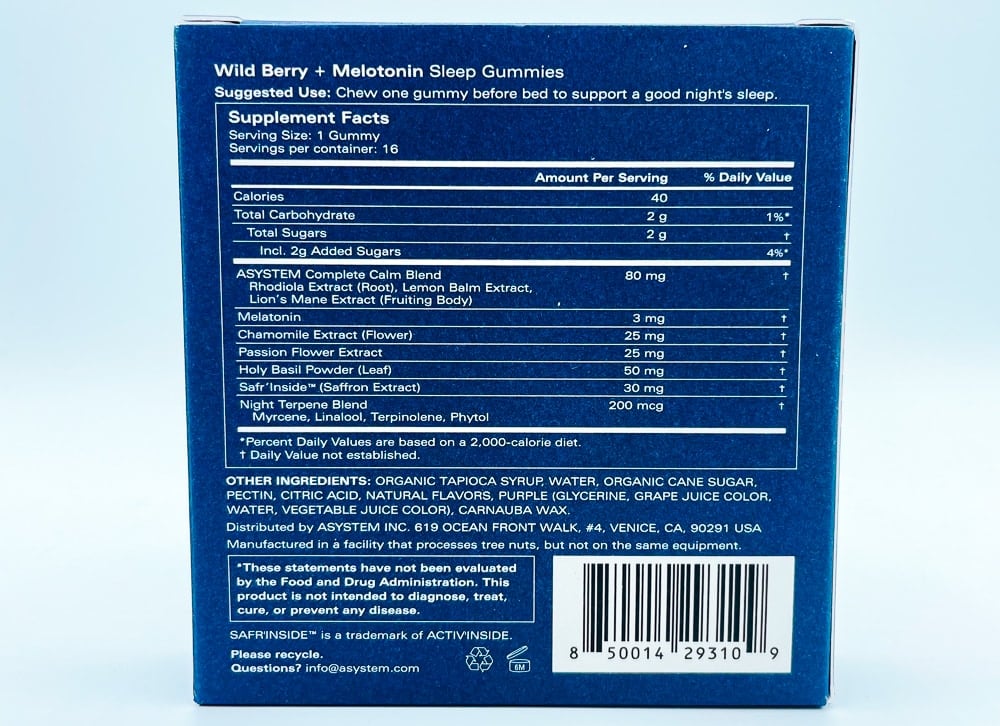 Wild Berry + Melotonin Sleep Gummies
Suggested Use: Chew one gummy before bed to support a good night's sleep.
Supplement Facts
Serving Size: 1 Gummy
Servings per container: 16
Amount Per Serving % Daily Value
Calories 40
Total Carbohydrate 2 g 1%*
Total Sugars 2 g †
Incl. 2g Added Sugars 4%*
ASYSTEM Complete Calm Blend 80 mg †
Rhodiola Extract (Root), Lemon Balm Extract,
Lion's Mane Extract (Fruiting Body)
Melatonin 3 mg †
Chamomile Extract (Flower) 25 mg †
Passion Flower Extract 25 mg †
Holy Basil Powder (Leaf) 50 mg †
Safr'Inside™ (Saffron Extract) 30 mg †
Night Terpene Blend 200 mcg †
Myrcene, Linalool, Terpinolene, Phytol
*Percent Daily Values are based on a 2,000-calorie diet.
† Daily Value not established.
OTHER INGREDIENTS: ORGANIC TAPIOCA SYRUP, WATER, ORGANIC CANE SUGAR,
PECTIN, CITRIC ACID, NATURAL FLAVORS, PURPLE (GLYCERINE, GRAPE JUICE COLOR,
WATER, VEGETABLE JUICE COLOR), CARNAUBA WAX.
Distributed by ASYSTEM INC. 619 OCEAN FRONT WALK, #4, VENICE, CA, 90291 USA
Manufactured in a facility that processes tree nuts, but not on the same equipment.
*These statements have not been evaluated
by the Food and Drug Administration. This
product is not intended to diagnose, treat,
cure, or prevent any disease.
SAFR'INSIDE™ is a trademark of ACTIV'INSIDE.
Please recycle.
Questions? info@asystem.com
6M
8 50014 29310 9